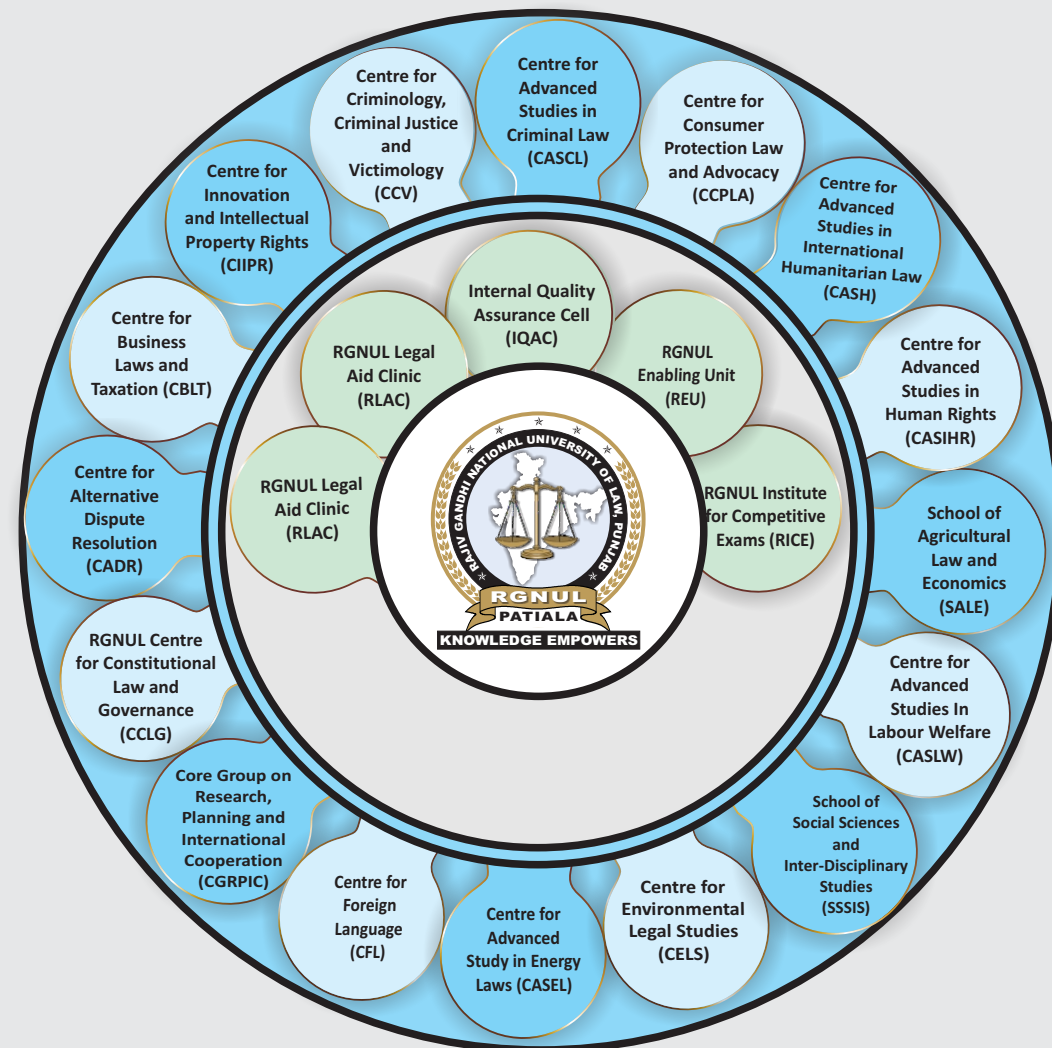 Centre for
Advanced
Studies in
Criminal Law
(CASCL)
Centre for
Consumer
Protection Law
and Advocacy
(CCPLA)
Centre for
Advanced
Studies in
International
Humanitarian Law
(CASH)
Centre for
Advanced
Studies in
Human Rights
(CASIHR)
School of
Agricultural
Law and
Economics
(SALE)
Centre for
Advanced
Studies In
Labour Welfare
(CASLW)
School of
Social Sciences
and
Inter-Disciplinary
Studies
(SSSIS)
Centre for
Environmental
Legal Studies
(CELS)
Centre for
Advanced
Study in Energy
Laws (CASEL)
Centre for
Foreign
Language
(CFL)
Core Group on
Research,
Planning and
International
Cooperation
(CGRPIC)
RGNUL Centre
for Constitutional
Law and
Governance
(CCLG)
Centre for
Alternative
Dispute
Resolution
(CADR)
Centre for
Business
Laws and
Taxation (CBLT)
Centre for
Innovation
and Intellectual
Property Rights
(CIIPR)
Centre for
Criminology,
Criminal Justice
and
Victimology
(CCV)
RGNUL Legal
Aid Clinic
(RLAC)
RGNUL Legal
Aid Clinic
(RLAC)
Internal Quality
Assurance Cell
(IQAC)
RGNUL
Enabling Unit
(REU)
RGNUL Institute
for Competitive
Exams (RICE)
RAJIV GANDHI NATIONAL UNIVERSITY OF LAW, PUNJAB
RGNUL
PATIALA
KNOWLEDGE EMPOWERS